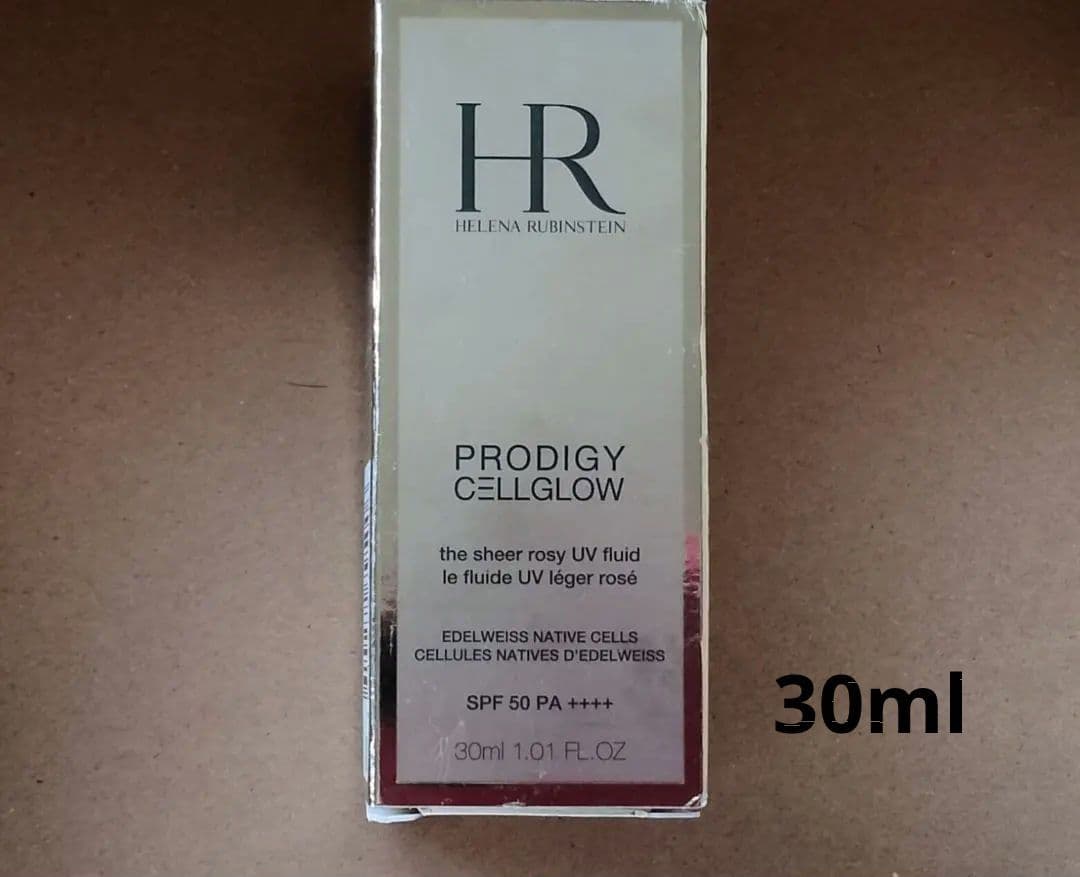 HR
HELENA RUBINSTEIN
PRODIGY
CELLGLOW
the sheer rosy UV fluid
le fluide UV léger rosé
EDELWEISS NATIVE CELLS
CELLULES NATIVES D'EDELWEISS
SPF 50 PA ++++
30ml 1.01 FL.OZ
30ml